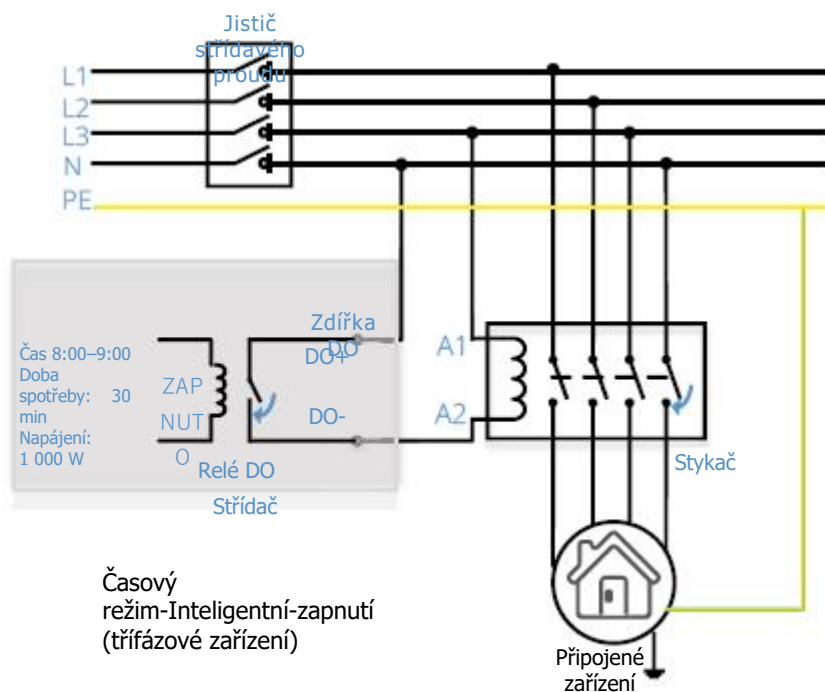 Jistič
střídavého
proudu
L1
L2
L3
N
PE
Zdířka
DO
DO+
DO-
Čas 8:00–9:00
Doba
spotřeby: 30
min
Napájení:
1 000 W
ZAP
NUT
O
Relé DO
Střídač
A1
A2
Stykač
Časový
režim-Inteligentní-zapnutí
(třífázové zařízení)
Připojené
zařízení